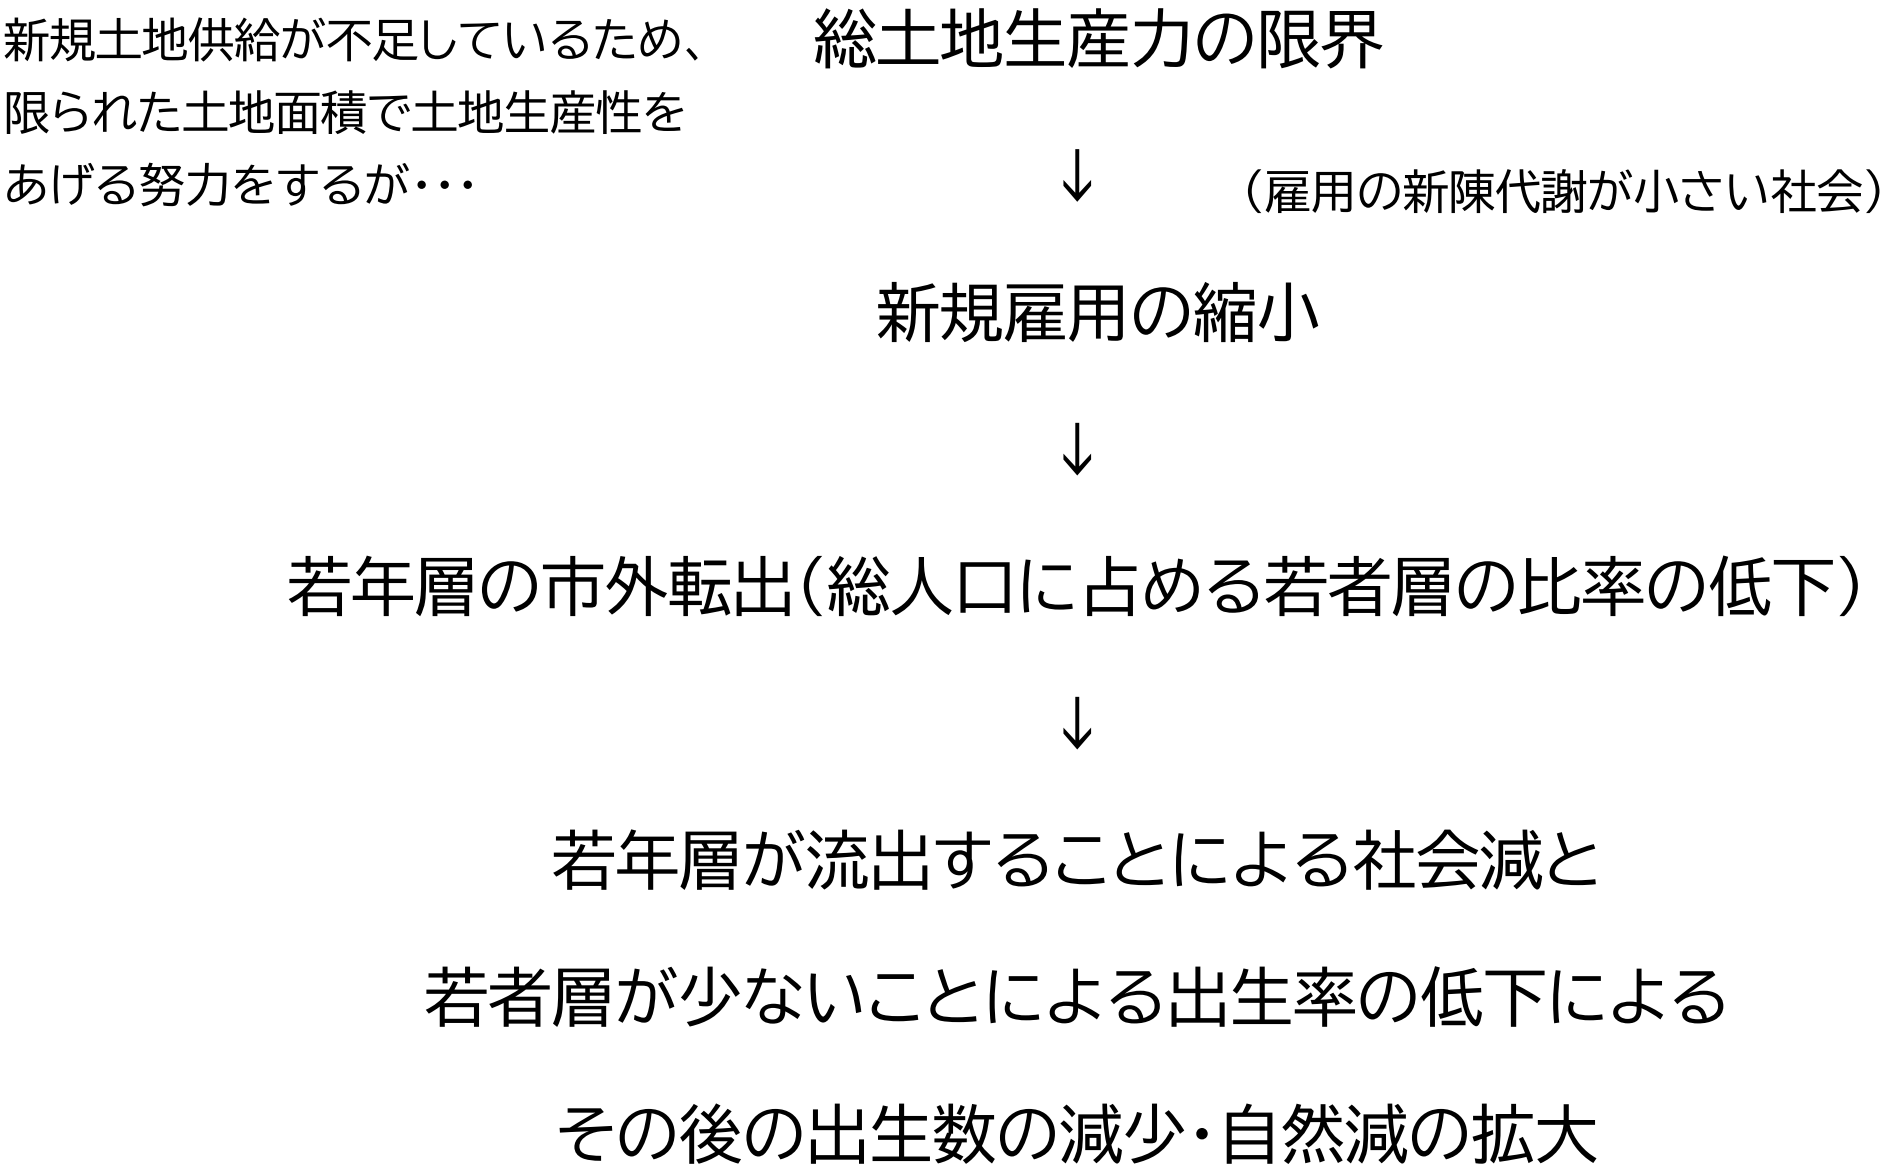 新規土地供給が不足しているため、
限られた土地面積で土地生産性を
あげる努力をするが・・・
総土地生産力の限界
↓
（雇用の新陳代謝が小さい社会）
新規雇用の縮小
↓
若年層の市外転出（総人口に占める若者層の比率の低下）
↓
若年層が流出することによる社会減と
若者層が少ないことによる出生率の低下による
その後の出生数の減少・自然減の拡大